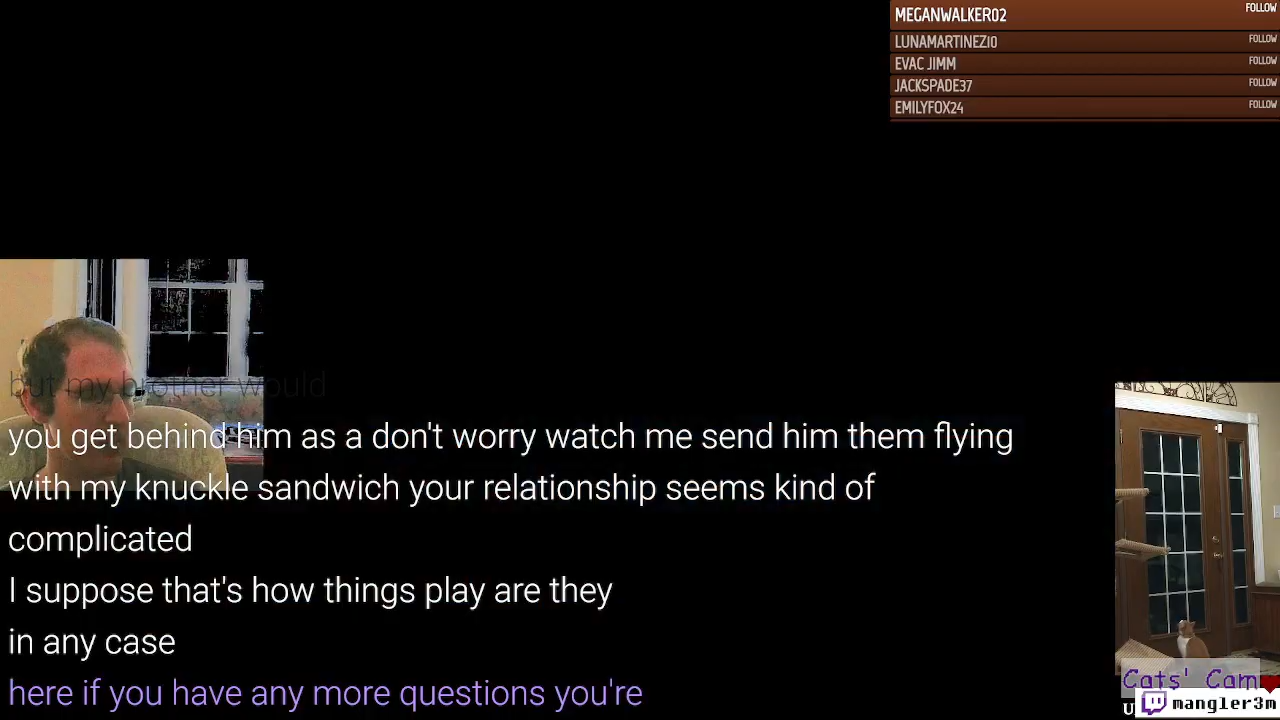 MEGANWALKER02 FOLLOW
LUNAMARTINEZ10 FOLLOW
EVAC JIMM FOLLOW
JACKSPADE37 FOLLOW
EMILYFOX24 FOLLOW
but my brother would
you get behind him as a don't worry watch me send him them flying
with my knuckle sandwich your relationship seems kind of
complicated
I suppose that's how things play are they
in any case
here if you have any more questions you're
Cats' Cam
U
mangler3m